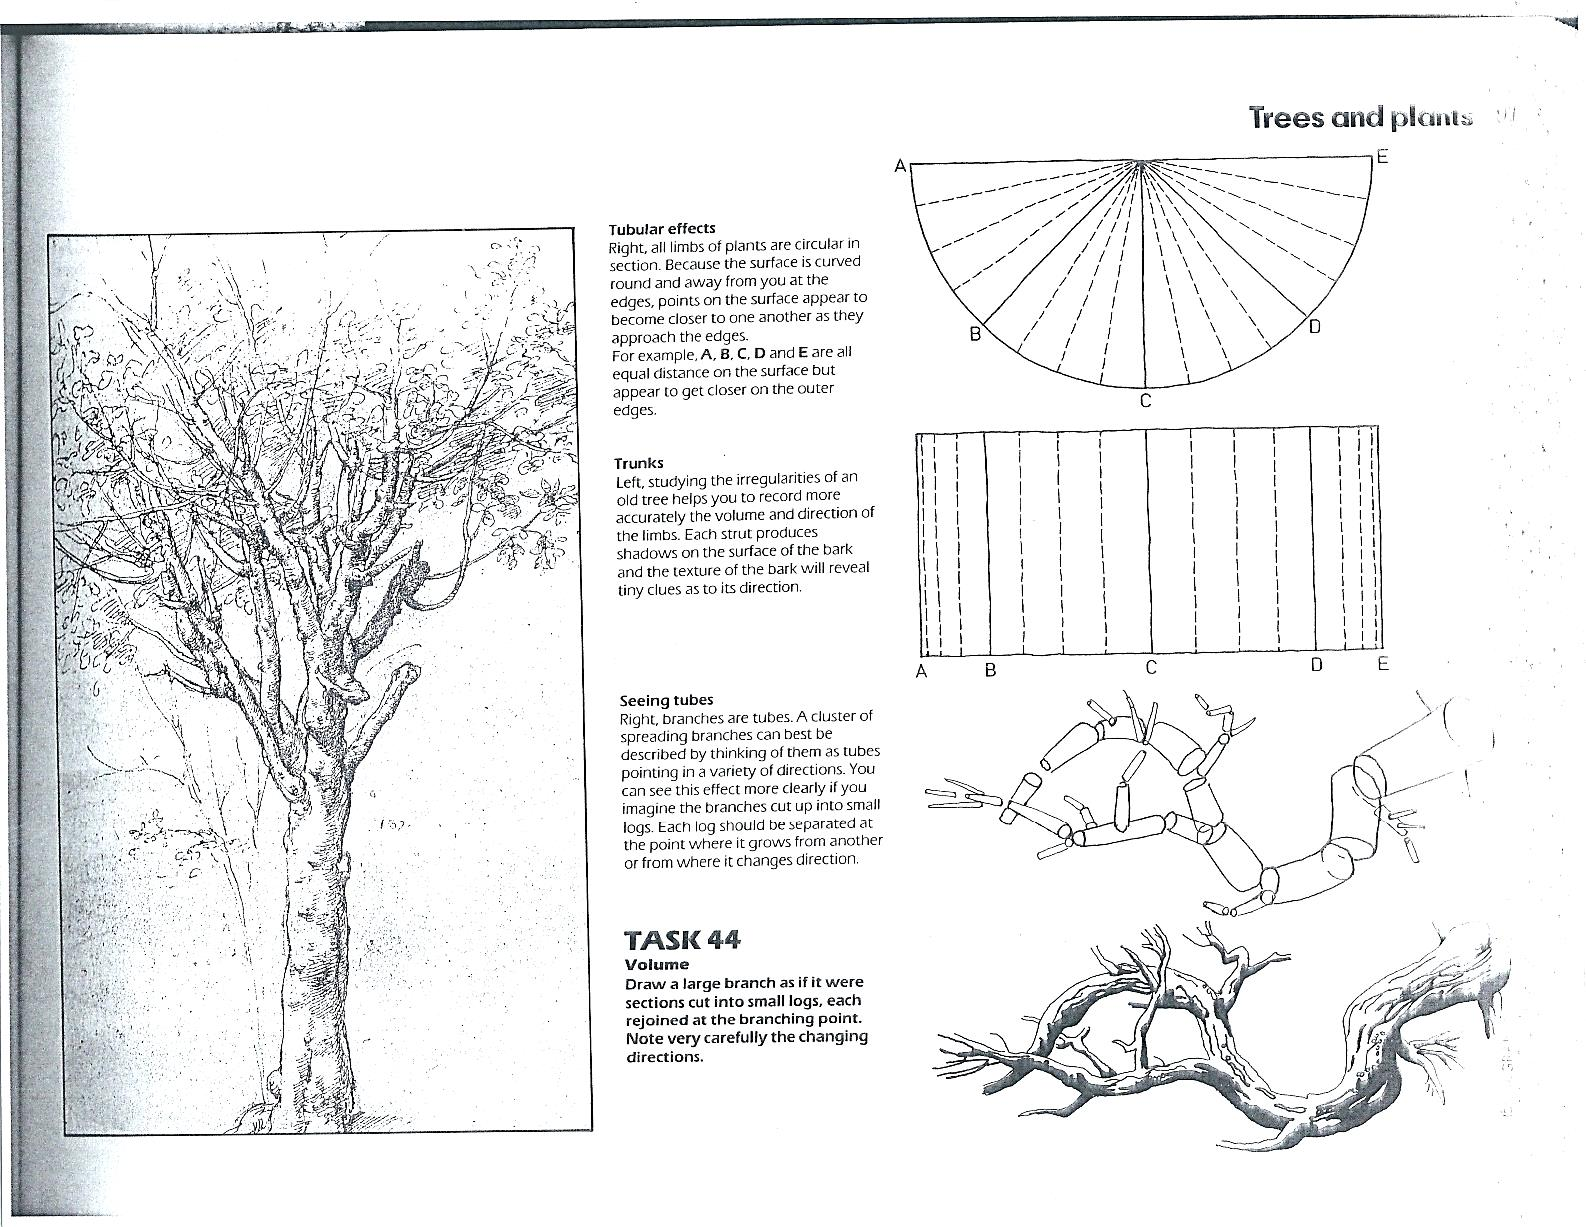 Trees and plants
Tubular effects
Right, all limbs of plants are circular in
section. Because the surface is curved
round and away from you at the
edges, points on the surface appear to
become closer to one another as they
approach the edges.
For example, A, B, C, D and E are all
equal distance on the surface but
appear to get closer on the outer
edges.
A
E
B
D
C
Trunks
Left, studying the irregularities of an
old tree helps you to record more
accurately the volume and direction of
the limbs. Each strut produces
shadows on the surface of the bark
and the texture of the bark will reveal
tiny clues as to its direction.
A B C D E
Seeing tubes
Right, branches are tubes. A cluster of
spreading branches can best be
described by thinking of them as tubes
pointing in a variety of directions. You
can see this effect more clearly if you
imagine the branches cut up into small
logs. Each log should be separated at
the point where it grows from another
or from where it changes direction.
TASK 44
Volume
Draw a large branch as if it were
sections cut into small logs, each
rejoined at the branching point.
Note very carefully the changing
directions.